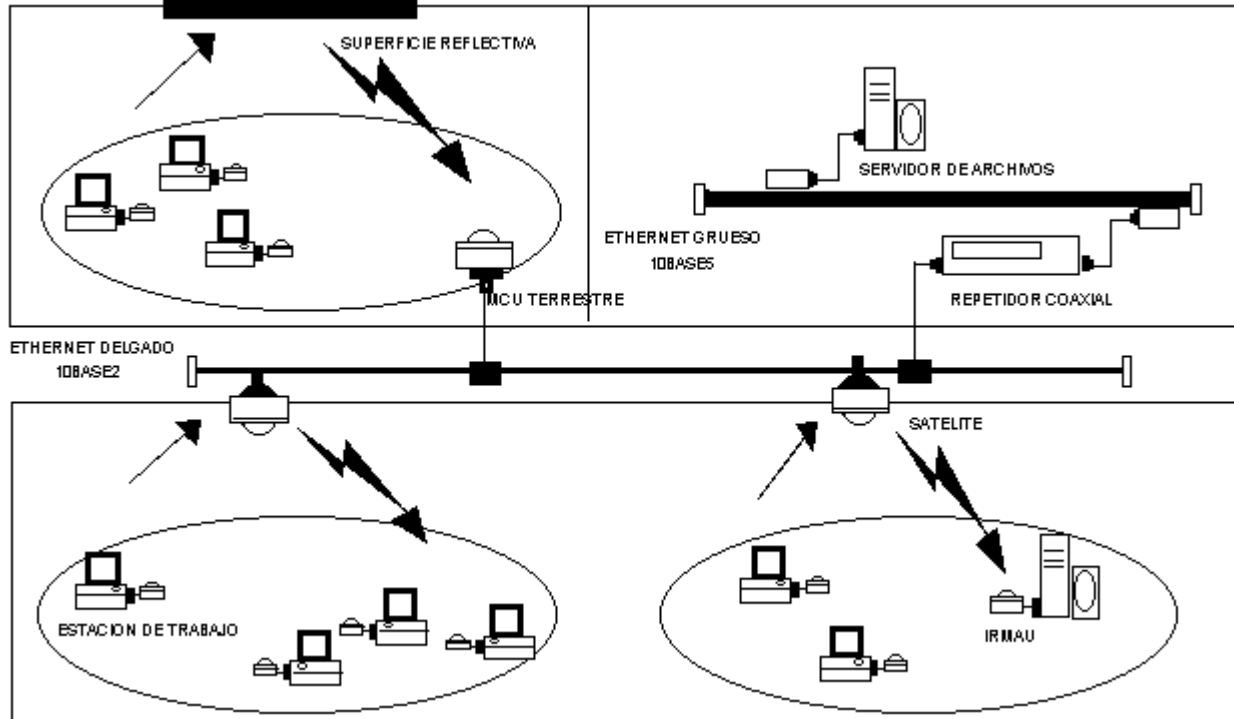 SUPERFICIE REFLECTIVA
SERVIDOR DE ARCHIVOS
ETHERNET GRUESO
10BASE5
MCU TERRESTRE
REPETIDOR COAXIAL
ETHERNET DELGADO
10BASE2
SATELITE
ESTACION DE TRABAJO
IRMAU